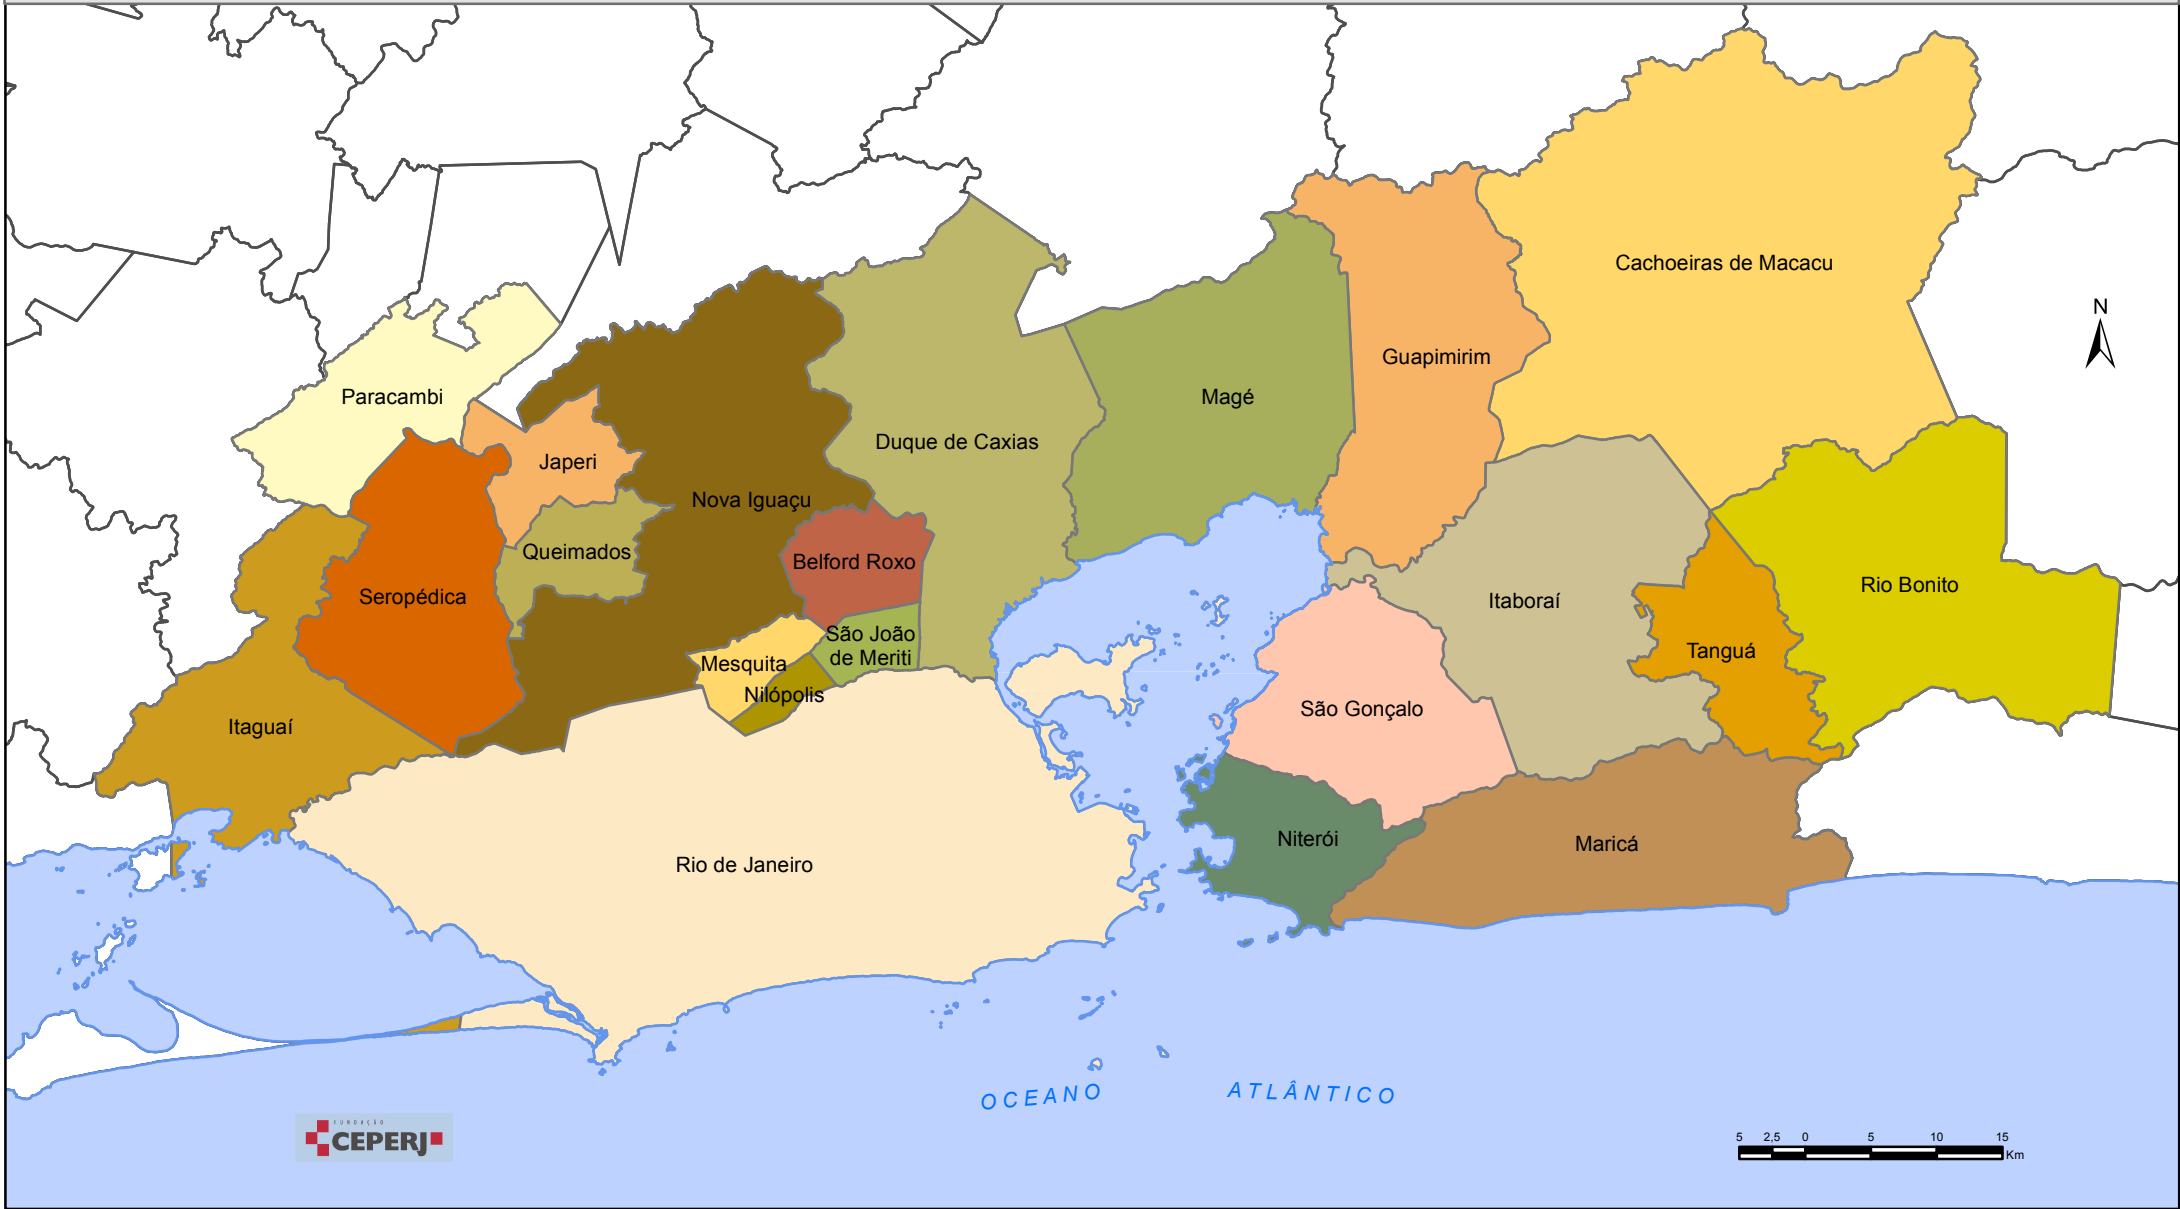 Cachoeiras de Macacu
N
Guapimirim
Paracambi
Magé
Duque de Caxias
Japeri
Nova Iguaçu
Queimados
Belford Roxo
Rio Bonito
Seropédica
Itaboraí
São João
de Meriti
Tanguá
Mesquita
Nilópolis
São Gonçalo
Itaguaí
Niterói
Maricá
Rio de Janeiro
OCEANO ATLÂNTICO
FUNDAÇÃO
CEPERJ
5 2,5 0 5 10 15
Km